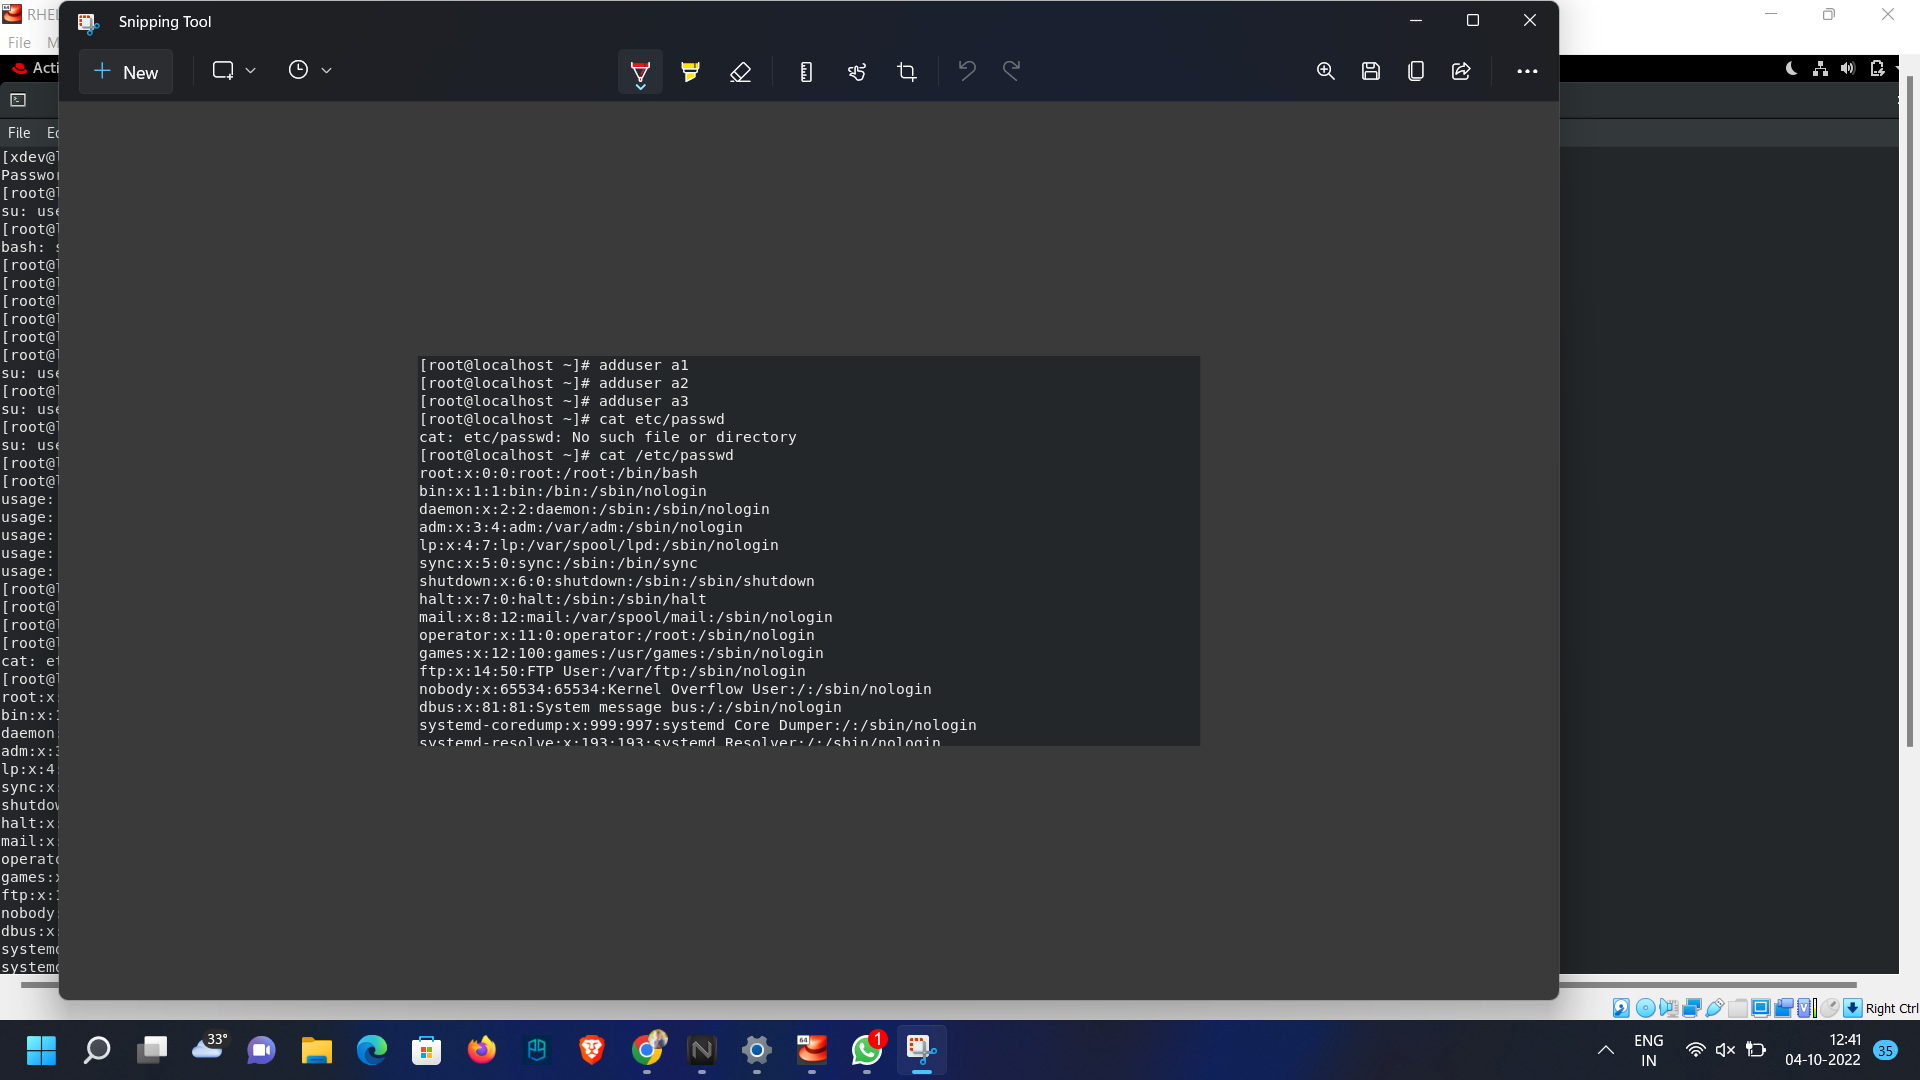 RHEL
Snipping Tool
File M
New
Acti
File Ed
[xdev@l
Passwor
[root@l
su: use
[root@l
bash: s
[root@l
[root@l
[root@l
[root@l
[root@l
[root@l
su: use
[root@l
su: use
[root@l
su: use
[root@l
[root@l
usage:
usage:
usage:
usage:
usage:
[root@l
[root@l
[root@l
[root@l
cat: et
[root@l
root:x:
bin:x:1
daemon:
adm:x:3
lp:x:4:
sync:x:
shutdow
halt:x:
mail:x:
operato
games:x
ftp:x:1
nobody:
dbus:x:
systemd
systemd
[root@localhost ~]# adduser a1
[root@localhost ~]# adduser a2
[root@localhost ~]# adduser a3
[root@localhost ~]# cat etc/passwd
cat: etc/passwd: No such file or directory
[root@localhost ~]# cat /etc/passwd
root:x:0:0:root:/root:/bin/bash
bin:x:1:1:bin:/bin:/sbin/nologin
daemon:x:2:2:daemon:/sbin:/sbin/nologin
adm:x:3:4:adm:/var/adm:/sbin/nologin
lp:x:4:7:lp:/var/spool/lpd:/sbin/nologin
sync:x:5:0:sync:/sbin:/bin/sync
shutdown:x:6:0:shutdown:/sbin:/sbin/shutdown
halt:x:7:0:halt:/sbin:/sbin/halt
mail:x:8:12:mail:/var/spool/mail:/sbin/nologin
operator:x:11:0:operator:/root:/sbin/nologin
games:x:12:100:games:/usr/games:/sbin/nologin
ftp:x:14:50:FTP User:/var/ftp:/sbin/nologin
nobody:x:65534:65534:Kernel Overflow User:/:/sbin/nologin
dbus:x:81:81:System message bus:/:/sbin/nologin
systemd-coredump:x:999:997:systemd Core Dumper:/:/sbin/nologin
systemd-resolve:x:193:193:systemd Resolver:/:/sbin/nologin
Right Ctrl
33°
64
1
ENG
IN
12:41
04-10-2022
35